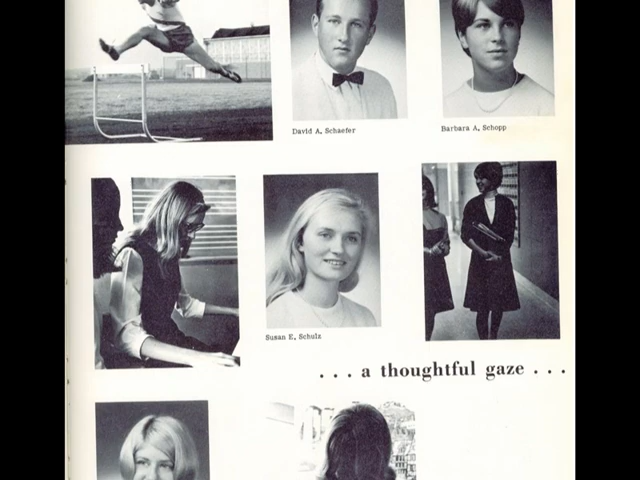 David A. Schaefer
Barbara A. Schopp
Susan E. Schulz
. . . a thoughtful gaze . . .